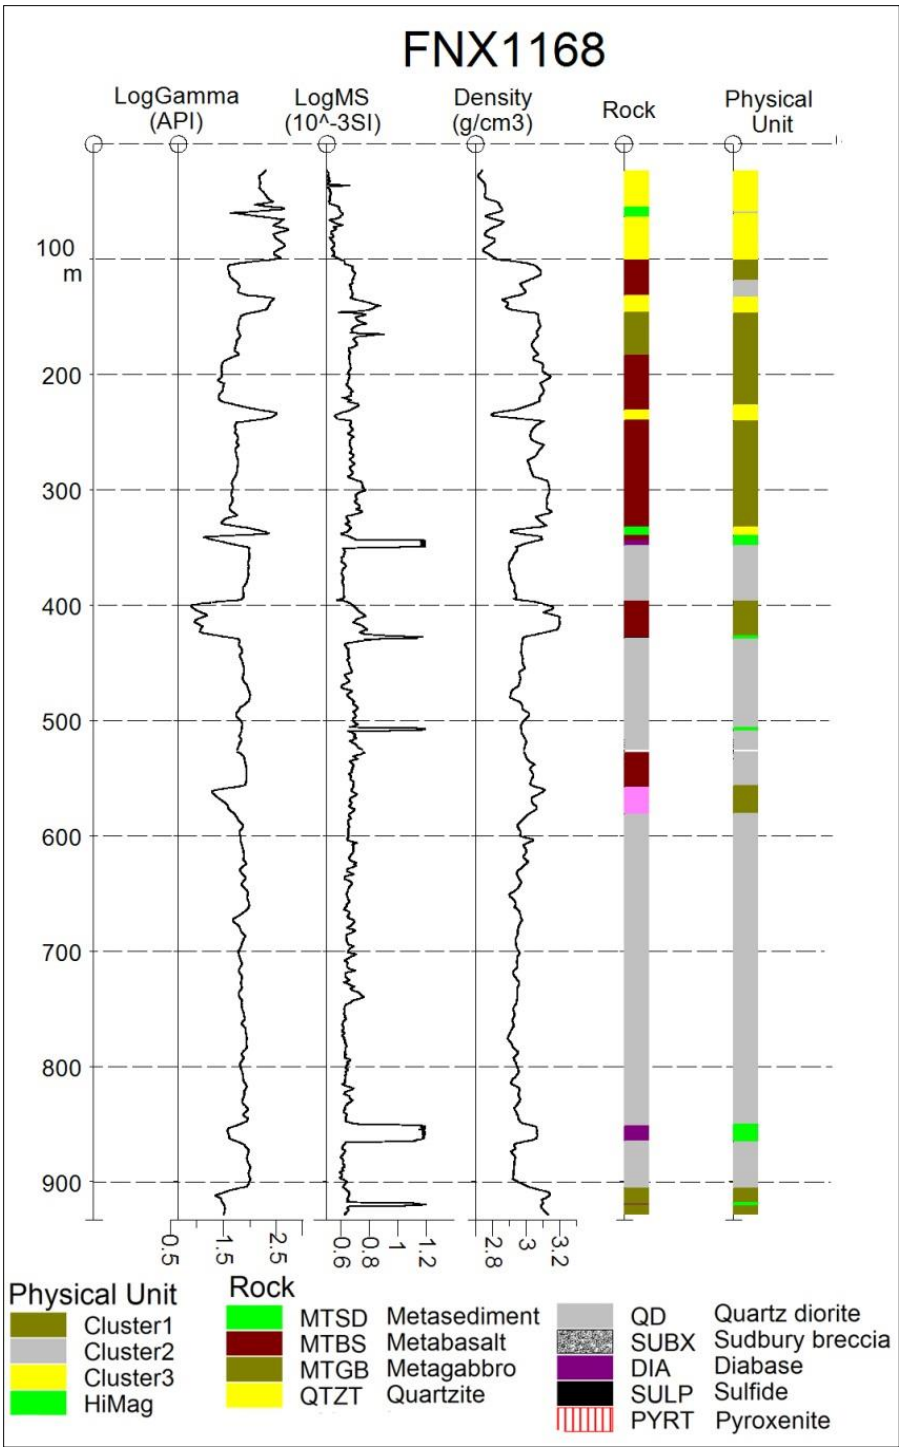 FNX1168
LogGamma (API)
LogMS (10^-3SI)
Density (g/cm3)
Rock
Physical Unit
100 m
200
300
400
500
600
700
800
900
0.5 1.5 2.5
0.6 0.8 1 1.2
2.8 3 3.2
Physical Unit
Cluster1
Cluster2
Cluster3
HiMag
Rock
MTSD Metasediment
MTBS Metabasalt
MTGB Metagabbro
QTZT Quartzite
QD Quartz diorite
SUBX Sudbury breccia
DIA Diabase
SULP Sulfide
PYRT Pyroxenite